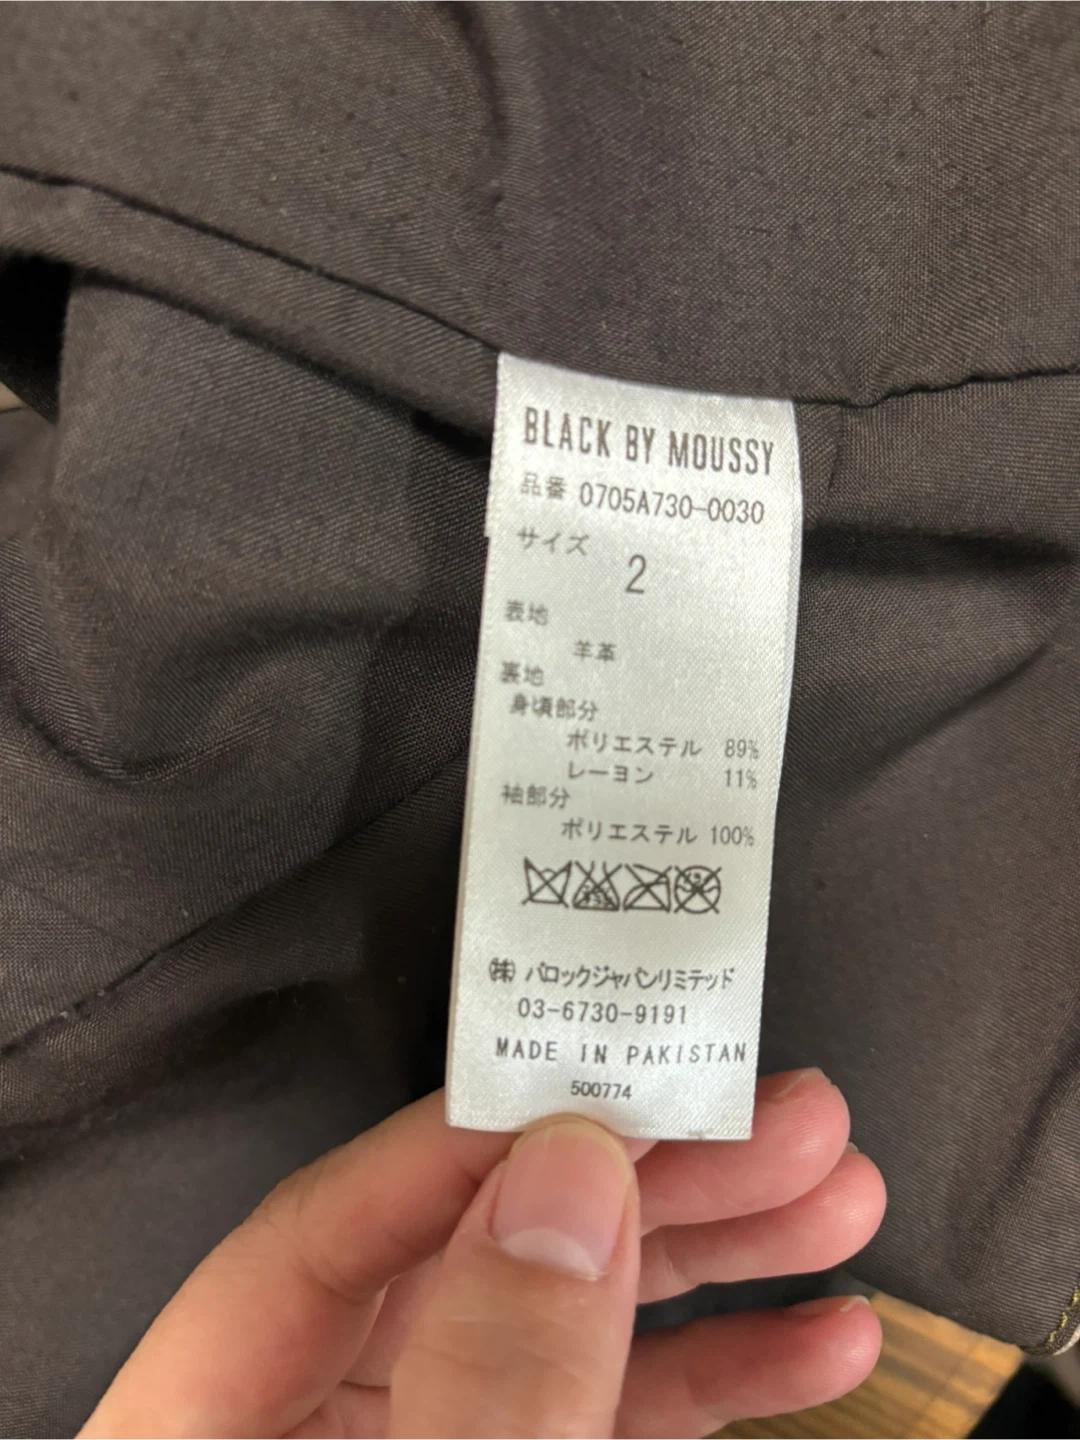 BLACK BY MOUSSY
品番 0705A730-0030
サイズ 2
表地
羊革
裏地
身頃部分
ポリエステル 89%
レーヨン 11%
袖部分
ポリエステル 100%
㈱ バロックジャパンリミテッド
03-6730-9191
MADE IN PAKISTAN
500774